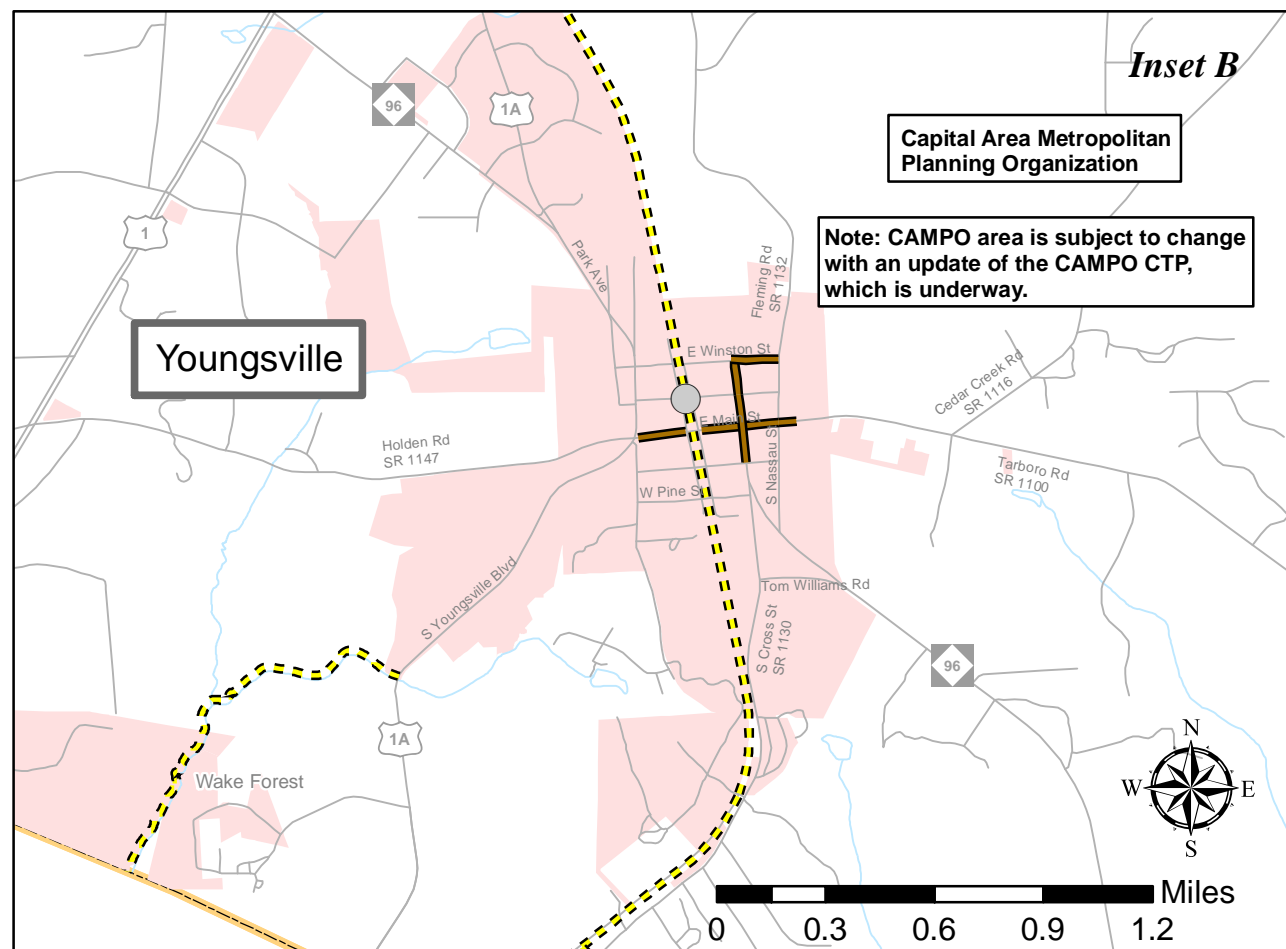 Inset B
96
1A
Capital Area Metropolitan
Planning Organization
1
Note: CAMPO area is subject to change
with an update of the CAMPO CTP,
which is underway.
Park Ave
Fleming Rd
SR 1132
Youngsville
E Winston St
Cedar Creek Rd
SR 1116
E Main St
Holden Rd
SR 1147
S Nassau St
Tarboro Rd
SR 1100
W Pine St
S Youngsville Blvd
Tom Williams Rd
S Cross St
SR 1130
96
1A
Wake Forest
N
W
E
S
Miles
0 0.3 0.6 0.9 1.2